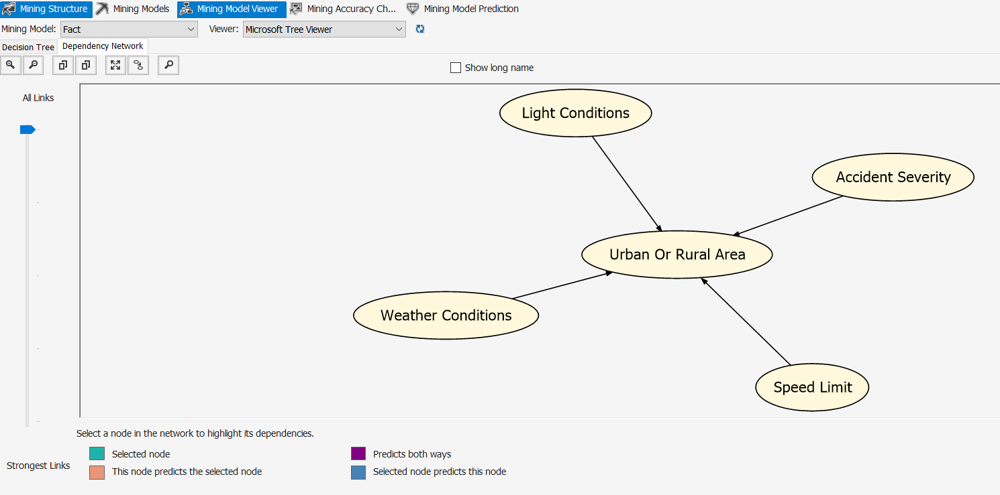 Mining Structure Mining Models Mining Model Viewer Mining Accuracy Ch... Mining Model Prediction
Mining Model: Fact Viewer: Microsoft Tree Viewer
Decision Tree Dependency Network
Show long name
All Links
Light Conditions
Accident Severity
Urban Or Rural Area
Weather Conditions
Speed Limit
Select a node in the network to highlight its dependencies.
Selected node Predicts both ways
Strongest Links
This node predicts the selected node Selected node predicts this node